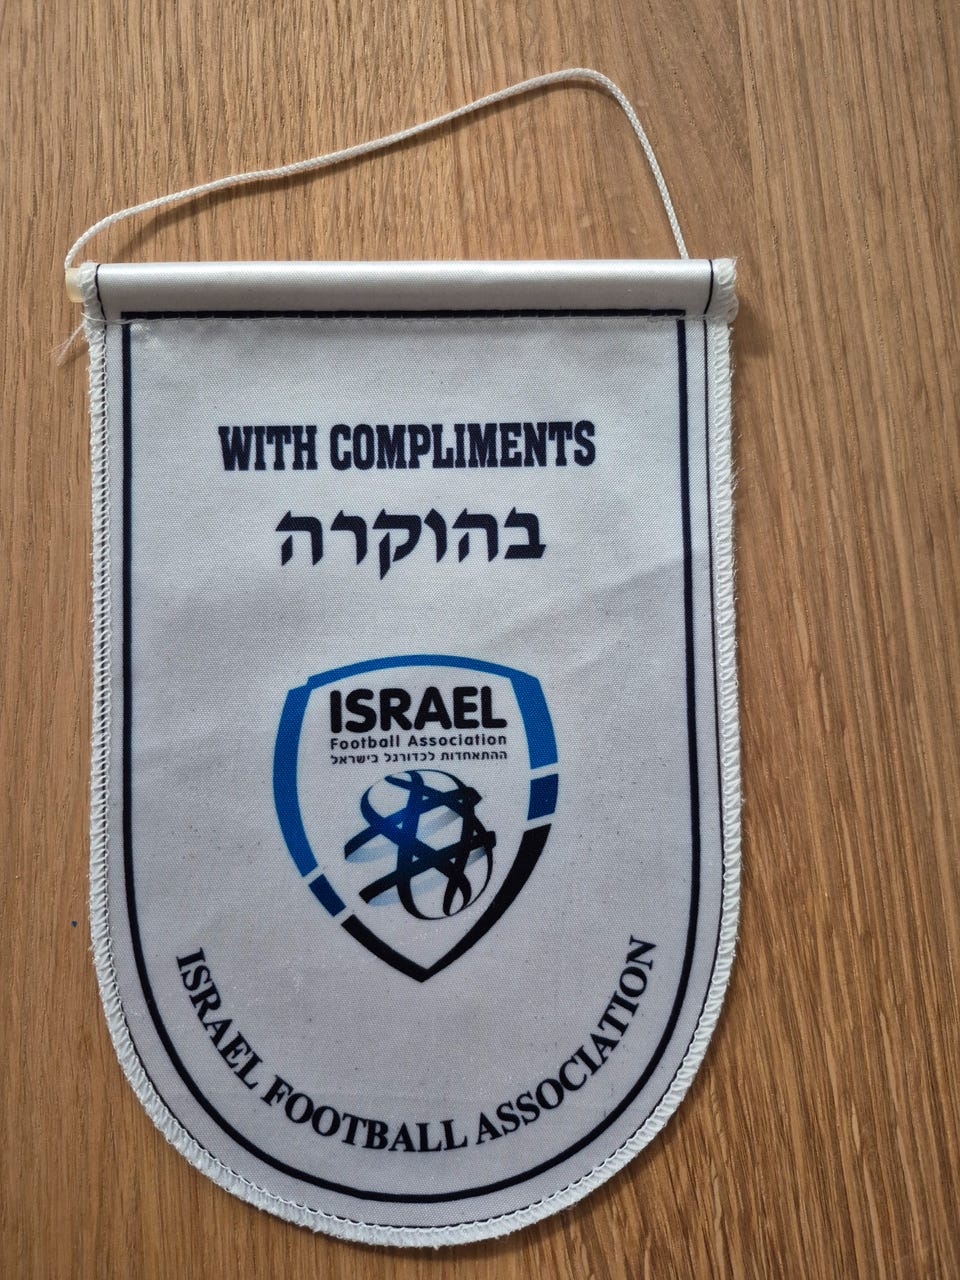 WITH COMPLIMENTS
בהוקרה
ISRAEL
Football Association
ההתאחדות לכדורגל בישראל
ISRAEL FOOTBALL ASSOCIATION